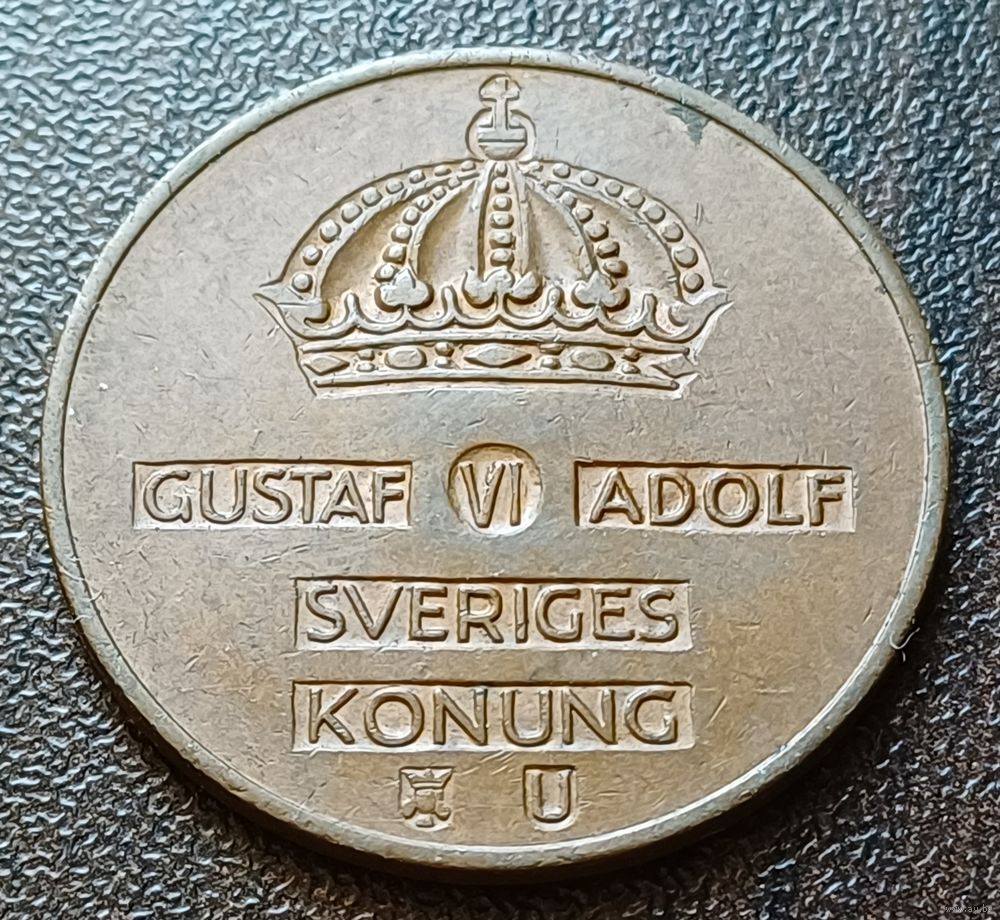 GUSTAF VI ADOLF
SVERIGES
KONUNG
U